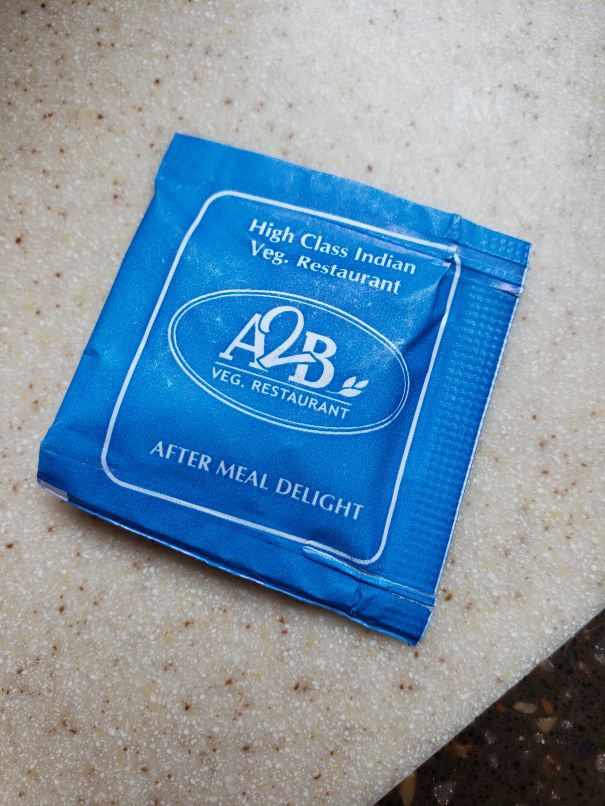 High Class Indian
Veg. Restaurant
A2B
VEG. RESTAURANT
AFTER MEAL DELIGHT